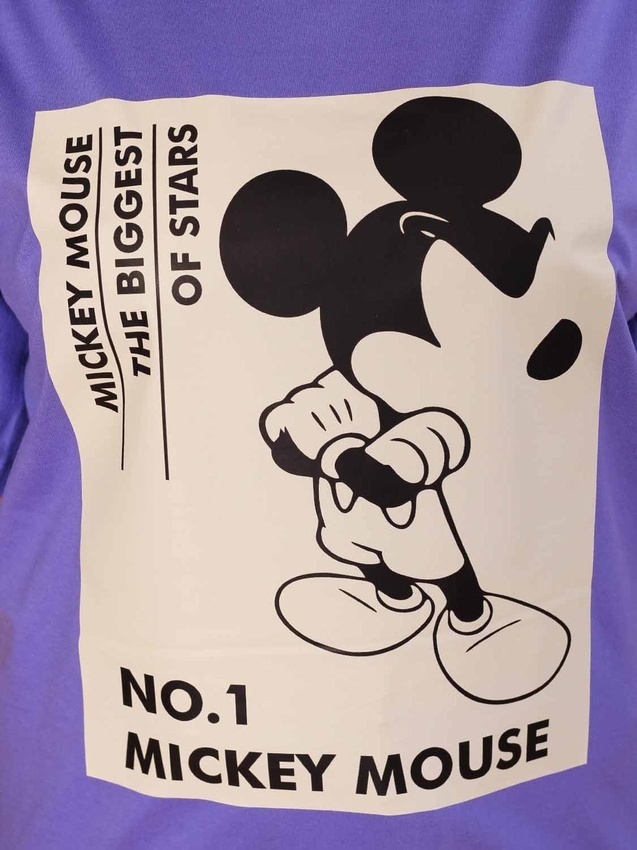 MICKEY MOUSE
THE BIGGEST
OF STARS
NO.1
MICKEY MOUSE